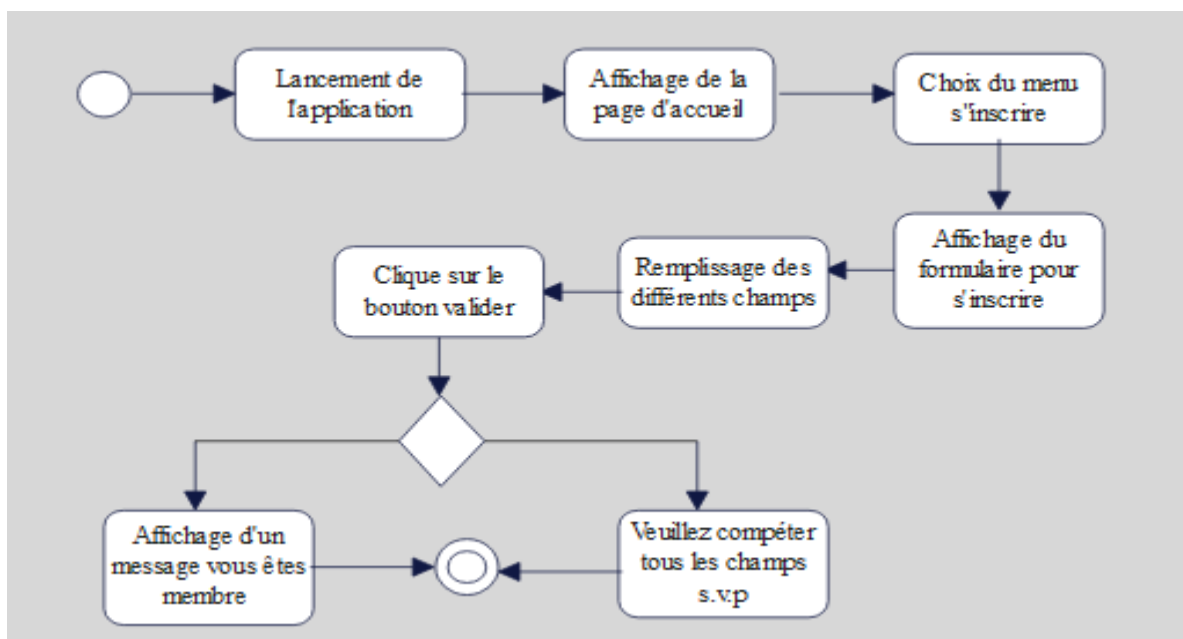 Lancement de
l'application
Affichage de la
page d'accueil
Choix du menu
s"inscrire
Affichage du
formulaire pour
s'inscrire
Remplissage des
différents champs
Clique sur le
bouton valider
Affichage d'un
message vous êtes
membre
Veuillez compéter
tous les champs
s.v.p